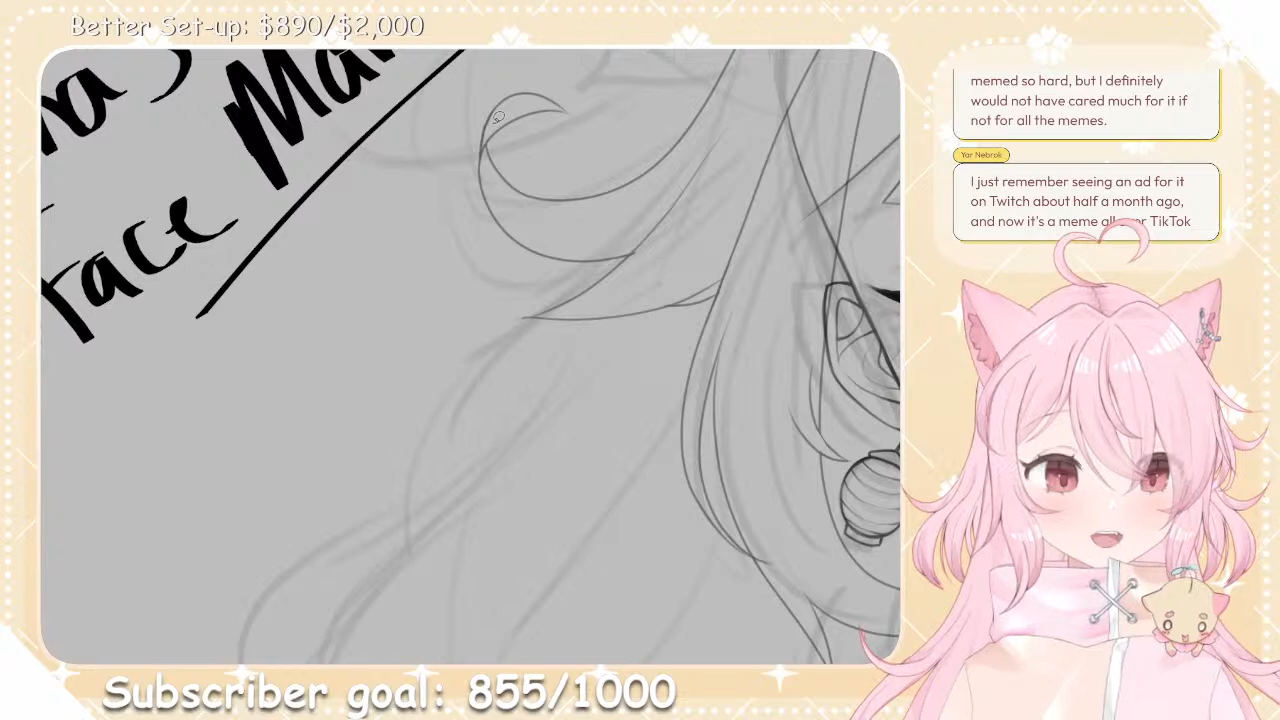 Better Set-up: $890/$2,000
memed so hard, but I definitely
would not have cared much for it if
not for all the memes.
Yar Nebrok
I just remember seeing an ad for it
on Twitch about half a month ago,
and now it's a meme all over TikTok
face
Subscriber goal: 855/1000